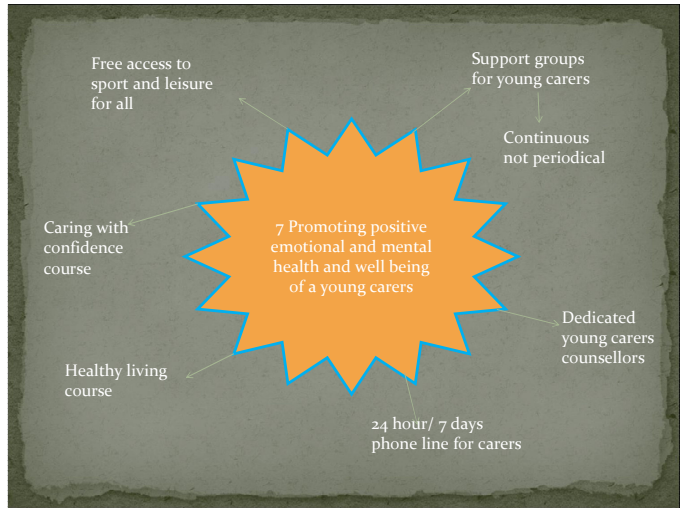 Free access to
sport and leisure
for all
Support groups
for young carers
Continuous
not periodical
Caring with
confidence
course
7 Promoting positive
emotional and mental
health and well being
of a young carers
Dedicated
young carers
counsellors
Healthy living
course
24 hour/ 7 days
phone line for carers